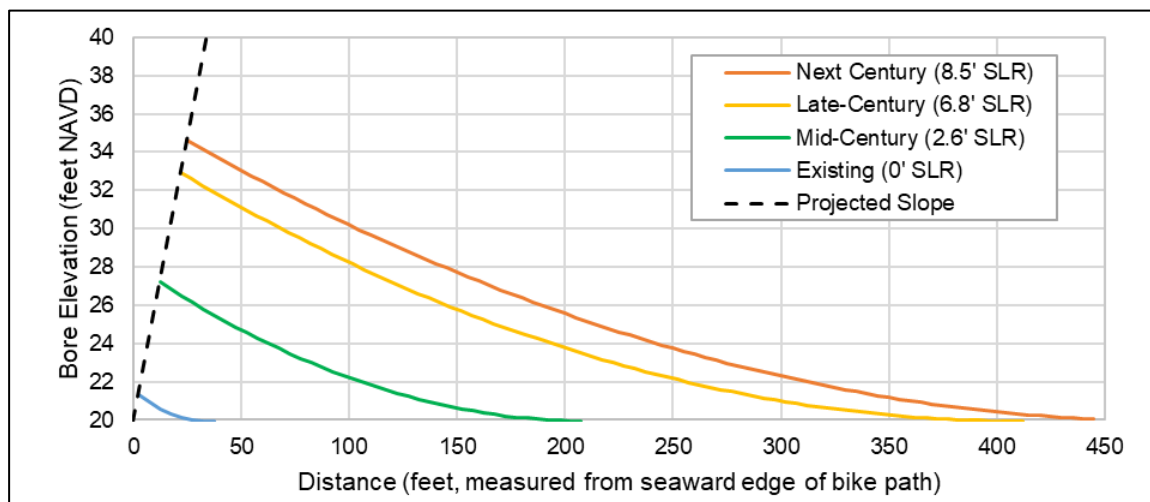 Bore Elevation (feet NAVD)
40
38
36
34
32
30
28
26
24
22
20
Next Century (8.5' SLR)
Late-Century (6.8' SLR)
Mid-Century (2.6' SLR)
Existing (0' SLR)
Projected Slope
0 50 100 150 200 250 300 350 400 450
Distance (feet, measured from seaward edge of bike path)